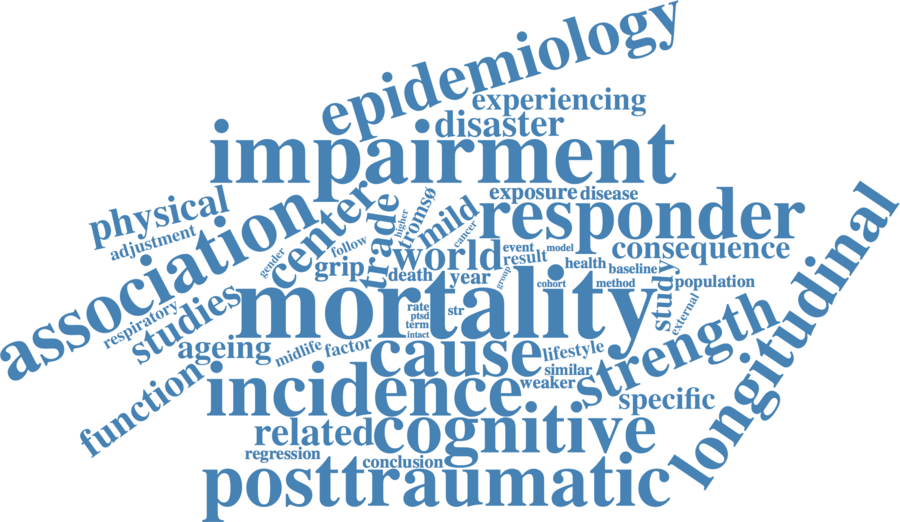 epidemiology
experiencing
disaster
impairment
physical
adjustment
association
center
trade
higher
tromsø
mild
cancer
exposure
disease
responder
consequence
longitudinal
gender
follow
grip
world
death
year
event
result
model
group
health
baseline
cohort
method
study
population
external
mortality
studies
respiratory
rate
ptsd
term
intact
str
ageing
midlife
factor
cause
lifestyle
similar
weaker
strength
specific
function
incidence
related
cognitive
regression
conclusion
posttraumatic